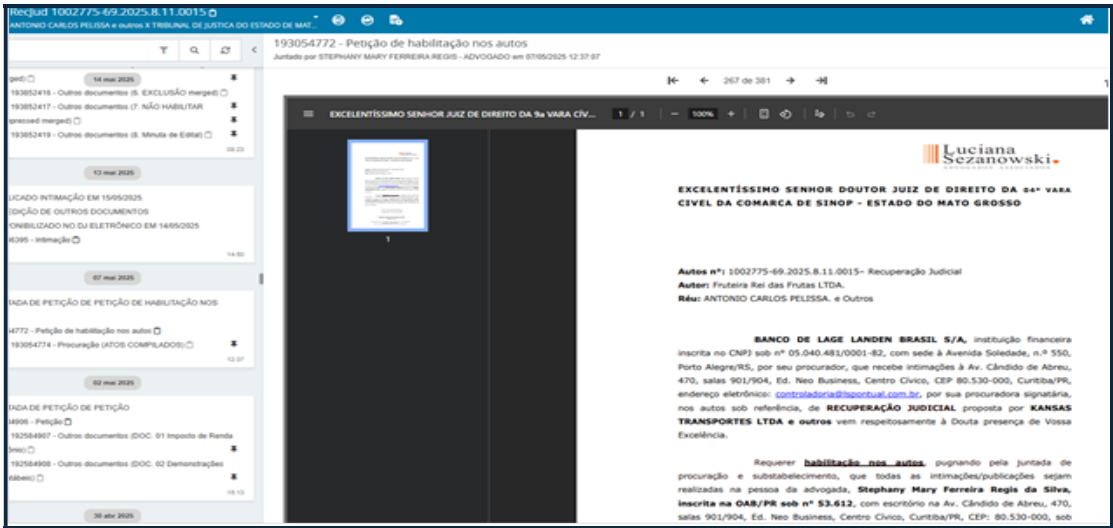 RecJud 1002775-69.2025.8.11.0015
ANTONIO CARLOS PELISSA e outros X TRIBUNAL DE JUSTICA DO ESTADO DE MAT...
193054772 - Petição de habilitação nos autos
Juntado por STEPHANY MARY FERREIRA REGIS - ADVOGADO em 07/05/2025 12:37:07
267 de 381
1
ged)
14 mai 2025
193852416 - Outros documentos (6. EXCLUSÃO merged)
193852417 - Outros documentos (7. NÃO HABILITAR
npressed merged)
193852419 - Outros documentos (8. Minuta de Edital)
08:23
13 mai 2025
LICADO INTIMAÇÃO EM 15/05/2025.
EDIÇÃO DE OUTROS DOCUMENTOS
ONIBILIZADO NO DJ ELETRÔNICO EM 14/05/2025
6395 - Intimação
14:50
07 mai 2025
TADA DE PETIÇÃO DE PETIÇÃO DE HABILITAÇÃO NOS
54772 - Petição de habilitação nos autos
193054774 - Procuração (ATOS COMPILADOS)
12:37
02 mai 2025
TADA DE PETIÇÃO DE PETIÇÃO
84906 - Petição
192584907 - Outros documentos (DOC. 01 Imposto de Renda
192584908 - Outros documentos (DOC. 02 Demonstrações
ntábeis)
15:13
30 abr 2025
EXCELENTÍSSIMO SENHOR JUIZ DE DIREITO DA 9a VARA CÍV...
1 / 1
100%
1
Luciana
Sezanowski
ADVOGADOS ASSOCIADOS
EXCELENTÍSSIMO SENHOR DOUTOR JUIZ DE DIREITO DA 04ª VARA
CIVEL DA COMARCA DE SINOP - ESTADO DO MATO GROSSO
Autos nº: 1002775-69.2025.8.11.0015– Recuperação Judicial
Autor: Fruteira Rei das Frutas LTDA.
Réu: ANTONIO CARLOS PELISSA. e Outros
BANCO DE LAGE LANDEN BRASIL S/A, instituição financeira
inscrita no CNPJ sob nº 05.040.481/0001-82, com sede à Avenida Soledade, n.º 550,
Porto Alegre/RS, por seu procurador, que recebe intimações à Av. Cândido de Abreu,
470, salas 901/904, Ed. Neo Business, Centro Cívico, CEP 80.530-000, Curitiba/PR,
endereço eletrônico: controladoria@lspontual.com.br, por sua procuradora signatária,
nos autos sob referência, de RECUPERAÇÃO JUDICIAL proposta por KANSAS
TRANSPORTES LTDA e outros vem respeitosamente à Douta presença de Vossa
Excelência.
Requerer habilitação nos autos, pugnando pela juntada de
procuração e substabelecimento, que todas as intimações/publicações sejam
realizadas na pessoa da advogada, Stephany Mary Ferreira Regis da Silva,
inscrita na OAB/PR sob nº 53.612, com escritório na Av. Cândido de Abreu, 470,
salas 901/904, Ed. Neo Business, Centro Cívico, Curitiba/PR, CEP: 80.530-000, sob